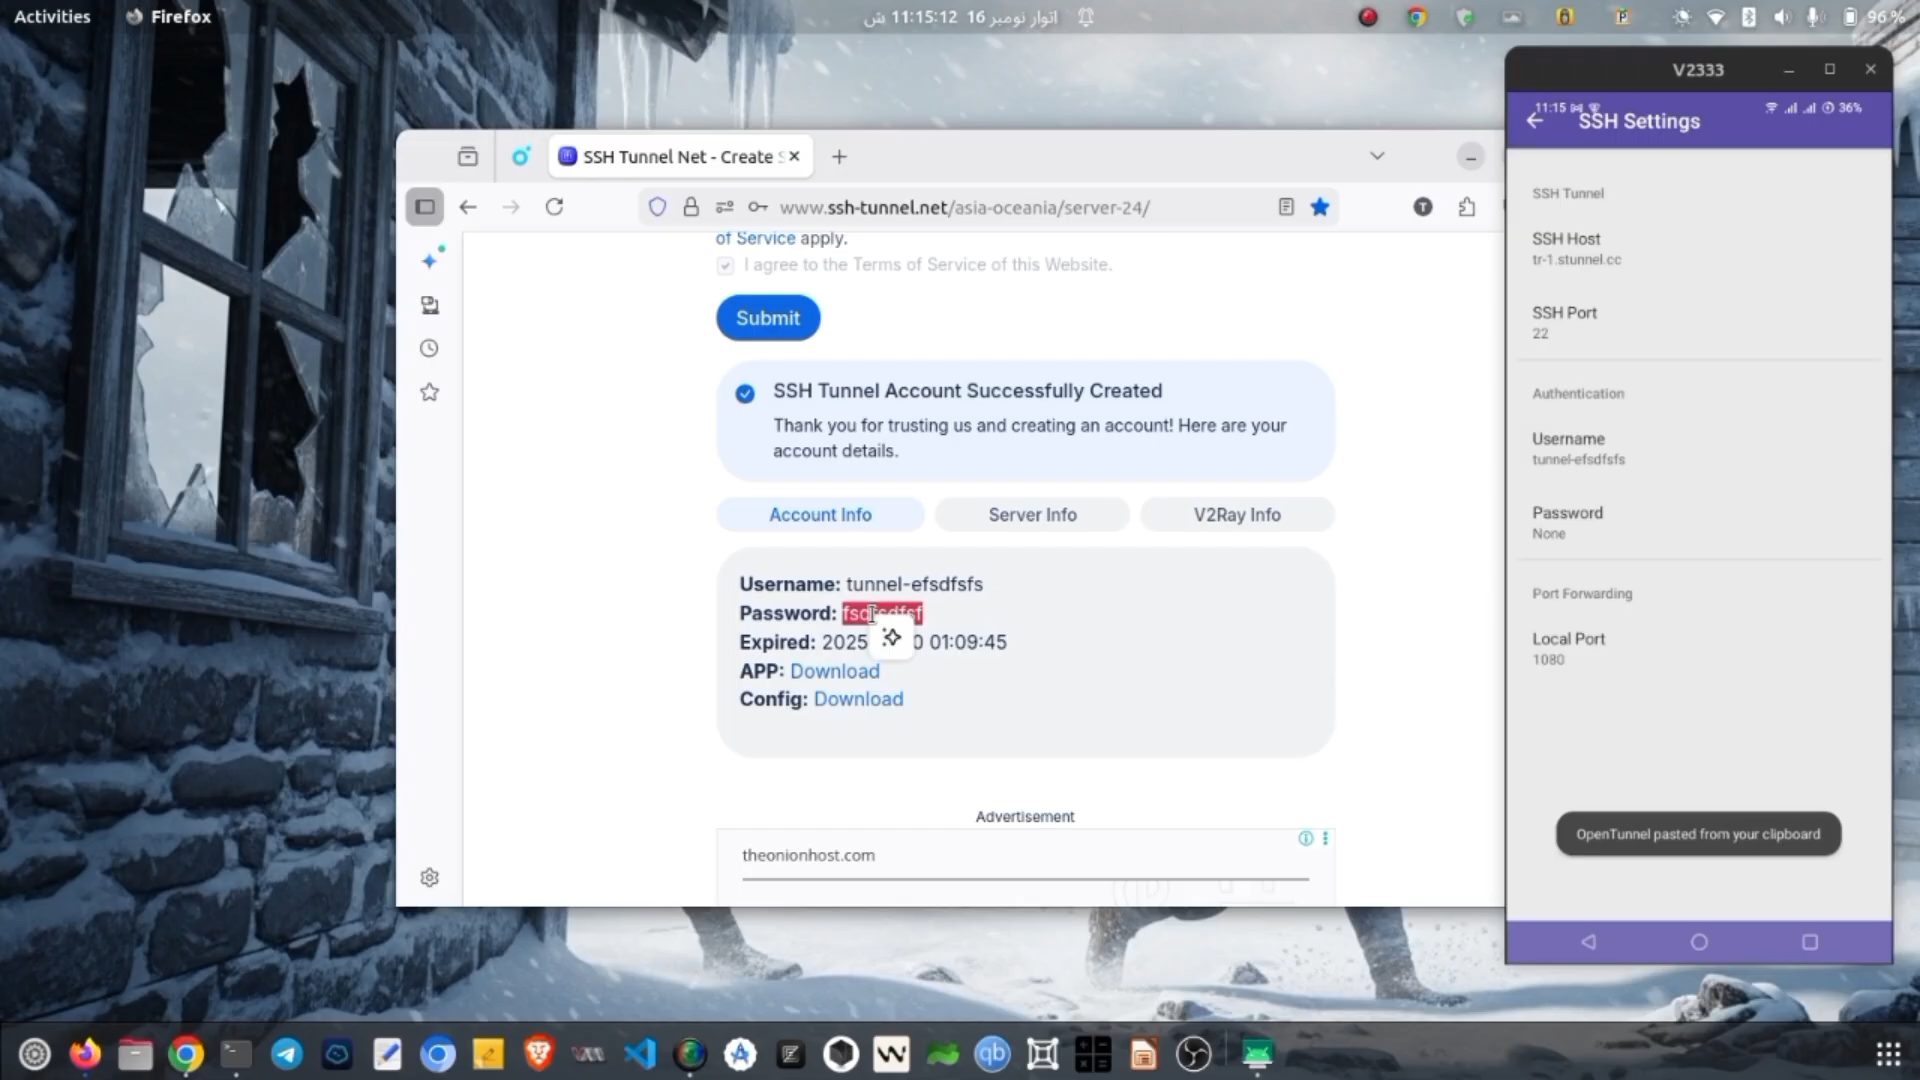 Activities
Firefox
اتوار نومبر 16 11:15:12 ش
96 %
SSH Tunnel Net - Create
www.ssh-tunnel.net/asia-oceania/server-24/
T
of Service apply.
I agree to the Terms of Service of this Website.
Submit
SSH Tunnel Account Successfully Created
Thank you for trusting us and creating an account! Here are your
account details.
Account Info
Server Info
V2Ray Info
Username: tunnel-efsdfsfs
Password:
Expired: 2025 0 01:09:45
APP: Download
Config: Download
Advertisement
theonionhost.com
V2333
11:15
36%
SSH Settings
SSH Tunnel
SSH Host
tr-1.stunnel.cc
SSH Port
22
Authentication
Username
tunnel-efsdfsfs
Password
None
Port Forwarding
Local Port
1080
OpenTunnel pasted from your clipboard